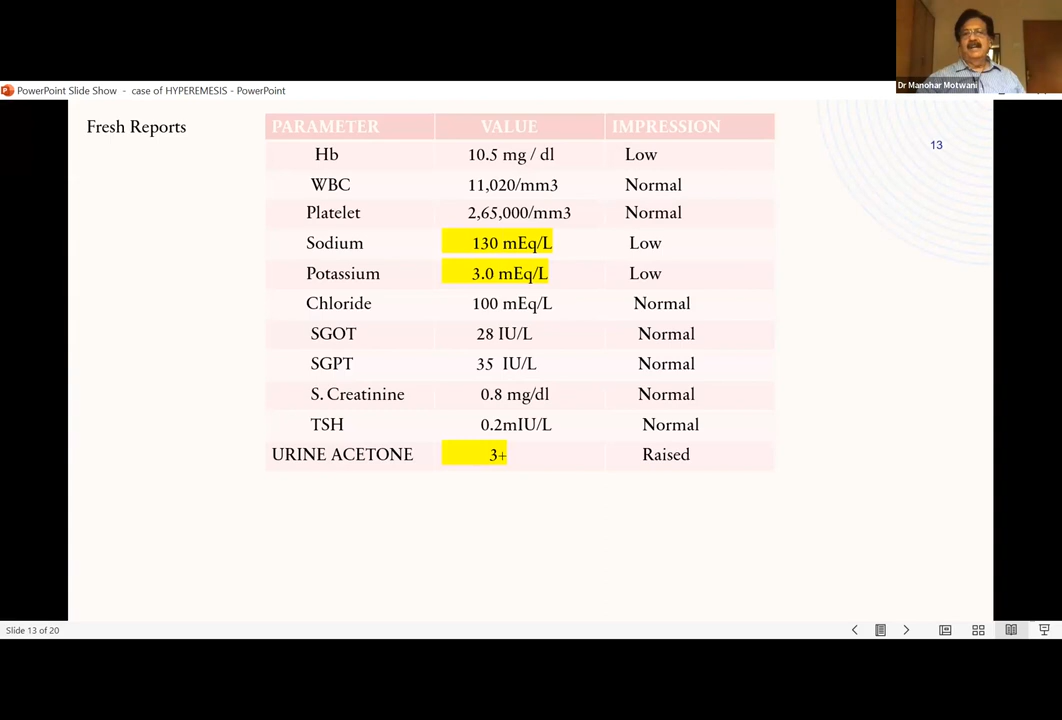 Dr Manohar Motwani
PowerPoint Slide Show - case of HYPEREMESIS - PowerPoint
Fresh Reports
13
PARAMETER VALUE IMPRESSION
Hb 10.5 mg / dl Low
WBC 11,020/mm3 Normal
Platelet 2,65,000/mm3 Normal
Sodium 130 mEq/L Low
Potassium 3.0 mEq/L Low
Chloride 100 mEq/L Normal
SGOT 28 IU/L Normal
SGPT 35 IU/L Normal
S. Creatinine 0.8 mg/dl Normal
TSH 0.2mIU/L Normal
URINE ACETONE 3+ Raised
Slide 13 of 20